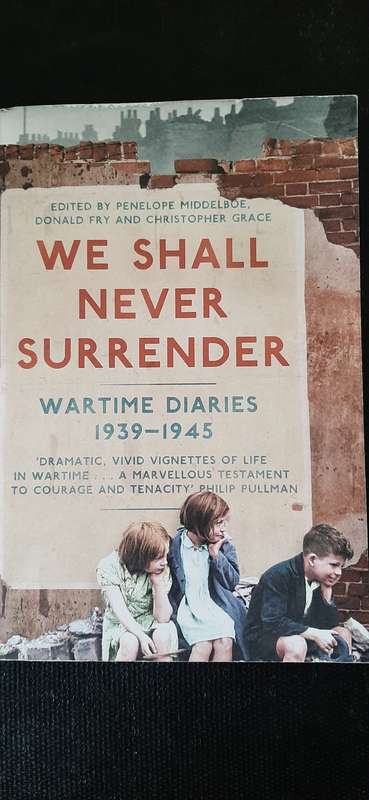 EDITED BY PENELOPE MIDDELBOE,
DONALD FRY AND CHRISTOPHER GRACE
WE SHALL
NEVER
SURRENDER
WARTIME DIARIES
1939–1945
'DRAMATIC, VIVID VIGNETTES OF LIFE
IN WARTIME . . . A MARVELLOUS TESTAMENT
TO COURAGE AND TENACITY' PHILIP PULLMAN